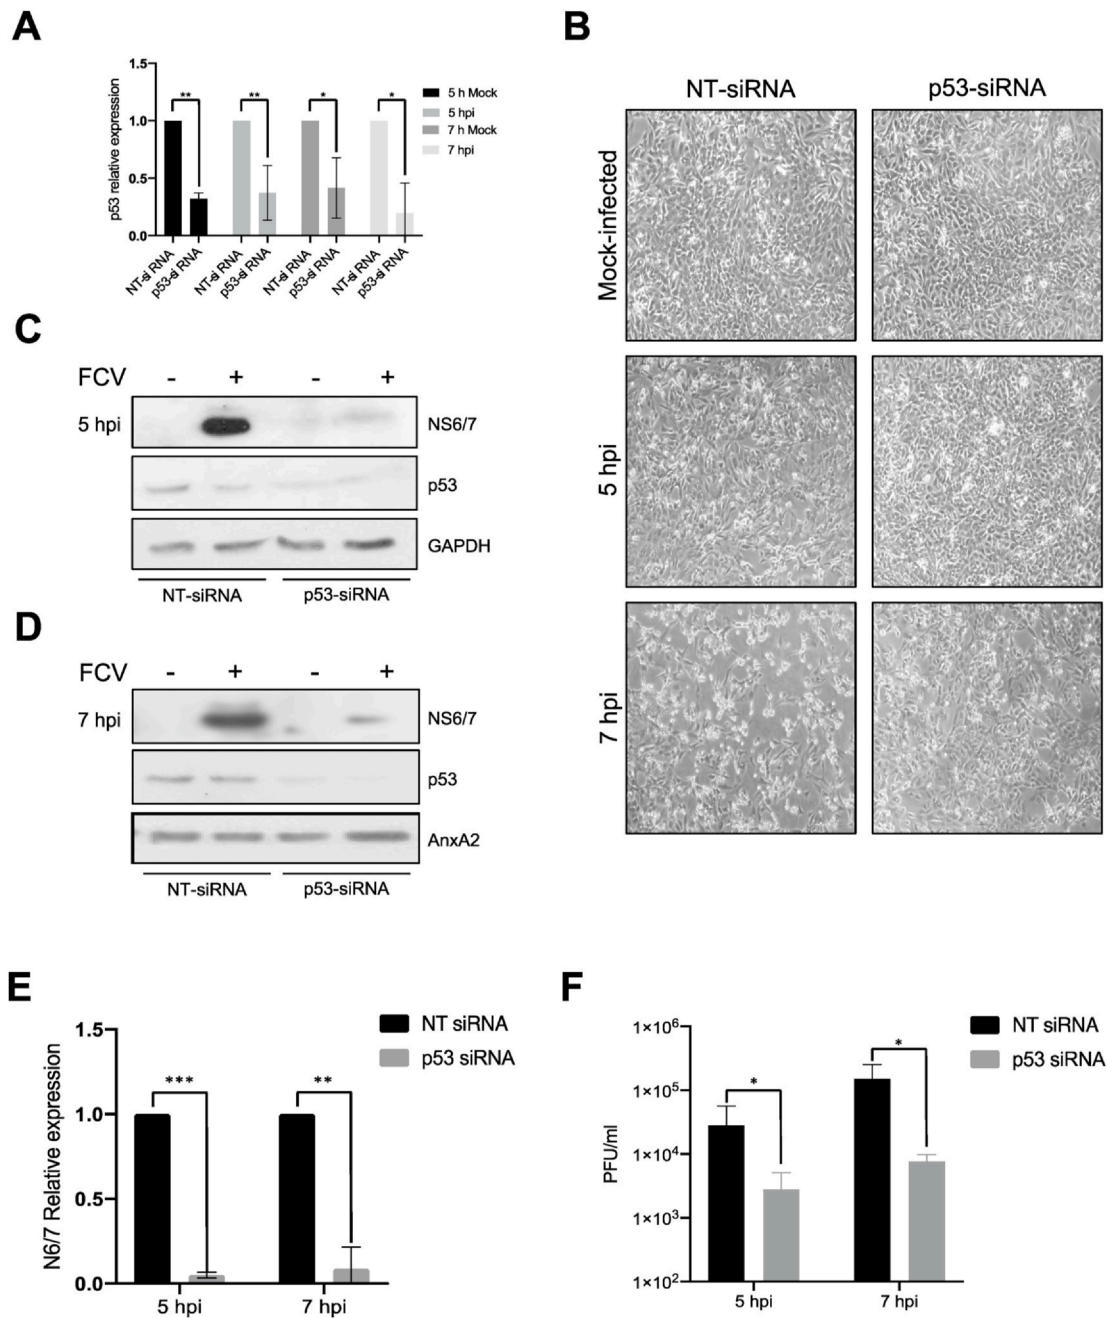 A
1.5
1.0
0.5
0.0
p53 relative expression
** ** * *
5 h Mock
5 hpi
7 h Mock
7 hpi
NT-si RNA p53-si RNA NT-si RNA p53-si RNA NT-si RNA p53-si RNA NT-si RNA p53-si RNA
B
NT-siRNA p53-siRNA
Mock-infected
5 hpi
7 hpi
C
FCV - + - +
5 hpi NS6/7
p53
GAPDH
NT-siRNA p53-siRNA
D
FCV - + - +
7 hpi NS6/7
p53
AnxA2
NT-siRNA p53-siRNA
E
NT siRNA
p53 siRNA
1.5
1.0
0.5
0.0
N6/7 Relative expression
*** **
5 hpi 7 hpi
F
NT siRNA
p53 siRNA
1×10⁶
1×10⁵
1×10⁴
1×10³
1×10²
PFU/ml
* *
5 hpi 7 hpi